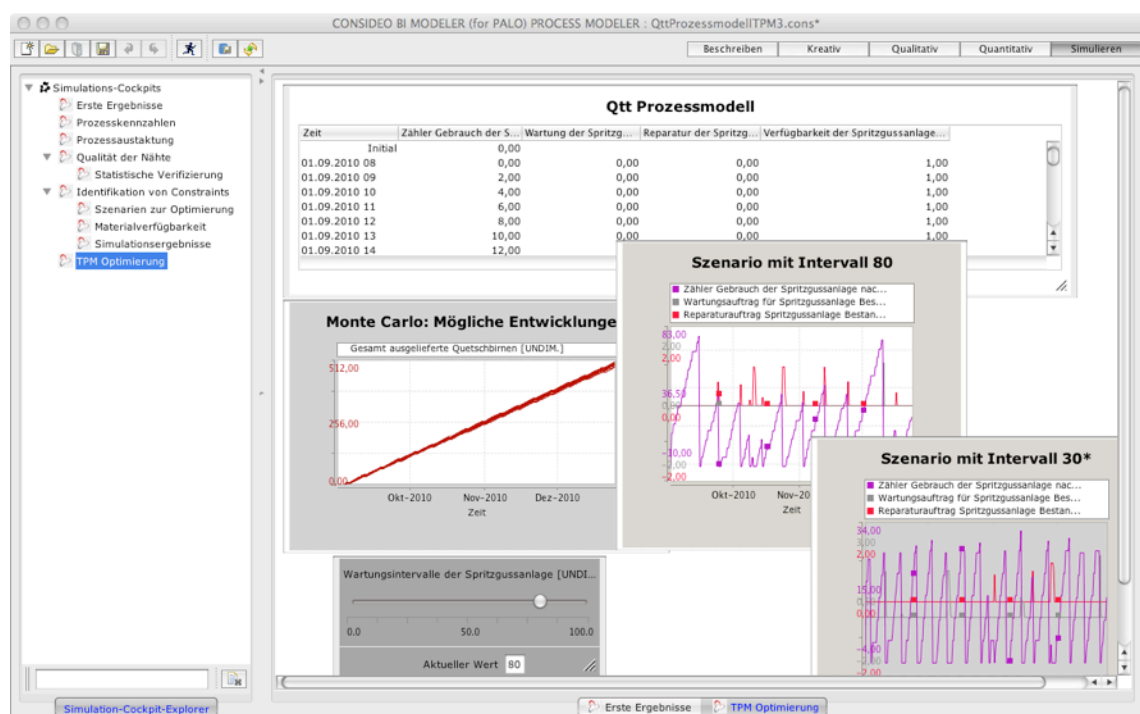 CONSIDEO BI MODELER (for PALO) PROCESS MODELER : QttProzessmodellTPM3.cons*
Beschreiben Kreativ Qualitativ Quantitativ Simulieren
Simulations-Cockpits
Erste Ergebnisse
Prozesskennzahlen
Prozessaustaktung
Qualität der Nähte
Statistische Verifizierung
Identifikation von Constraints
Szenarien zur Optimierung
Materialverfügbarkeit
Simulationsergebnisse
TPM Optimierung
Qtt Prozessmodell
Zeit Zähler Gebrauch der S... Wartung der Spritzg... Reparatur der Spritzg... Verfügbarkeit der Spritzgussanlage...
Initial 0,00
01.09.2010 08 0,00 0,00 0,00 1,00
01.09.2010 09 2,00 0,00 0,00 1,00
01.09.2010 10 4,00 0,00 0,00 1,00
01.09.2010 11 6,00 0,00 0,00 1,00
01.09.2010 12 8,00 0,00 0,00 1,00
01.09.2010 13 10,00 0,00 0,00 1,00
01.09.2010 14 12,00
Monte Carlo: Mögliche Entwicklunge
Gesamt ausgelieferte Quetschbirnen [UNDIM.]
512,00
256,00
0,00
Okt-2010 Nov-2010 Dez-2010
Zeit
Szenario mit Intervall 80
Zähler Gebrauch der Spritzgussanlage nac...
Wartungsauftrag für Spritzgussanlage Bes...
Reparaturauftrag Spritzgussanlage Bestan...
83,00
2,00
2,00
36,50
0,00
0,00
-10,00
-2,00
-2,00
Okt-2010 Nov-20
Zeit
Szenario mit Intervall 30*
Zähler Gebrauch der Spritzgussanlage nac...
Wartungsauftrag für Spritzgussanlage Bes...
Reparaturauftrag Spritzgussanlage Bestan...
34,00
2,00
15,00
0,00
-4,00
-2,00
-2,00
Wartungsintervalle der Spritzgussanlage [UNDI...
0.0 50.0 100.0
Aktueller Wert 80
Simulation-Cockpit-Explorer
Erste Ergebnisse TPM Optimierung